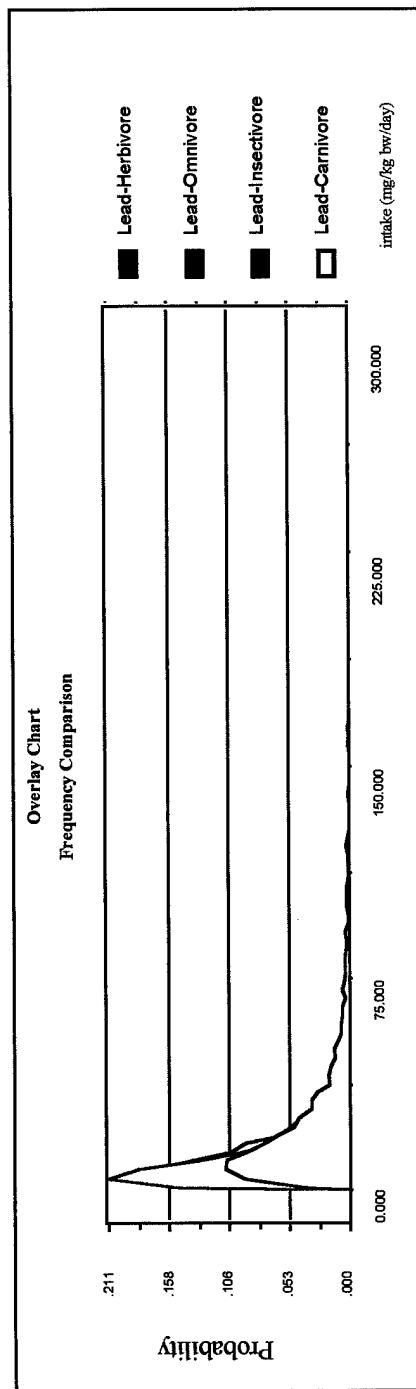 Overlay Chart
Frequency Comparison
Probability
.211
.158
.106
.053
.000
0.000
75.000
150.000
225.000
300.000
Lead-Herbivore
Lead-Omnivore
Lead-Insectivore
Lead-Carnivore
intake (mg/kg bw/day)